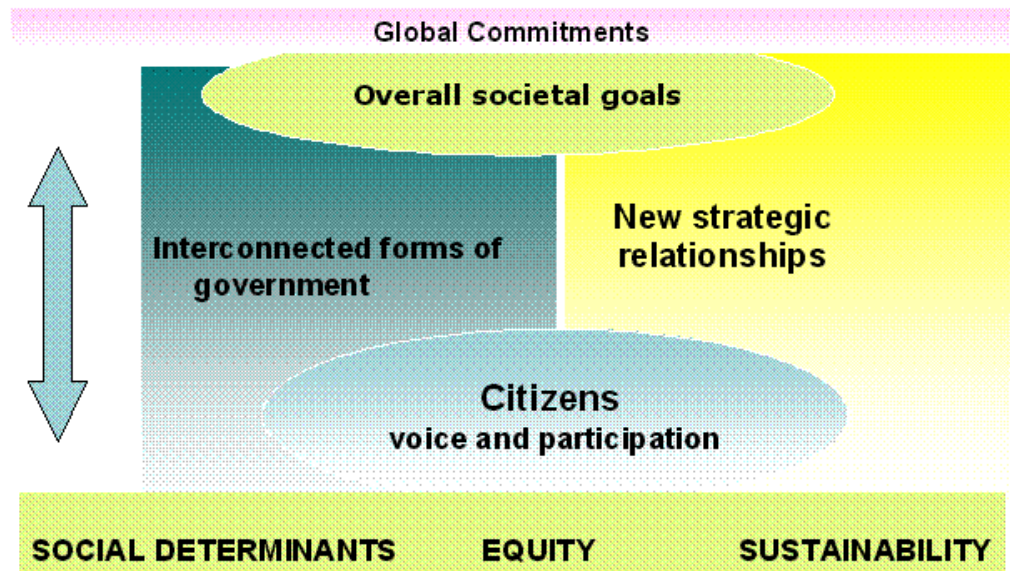 Global Commitments
Overall societal goals
Interconnected forms of
government
New strategic
relationships
Citizens
voice and participation
SOCIAL DETERMINANTS EQUITY SUSTAINABILITY